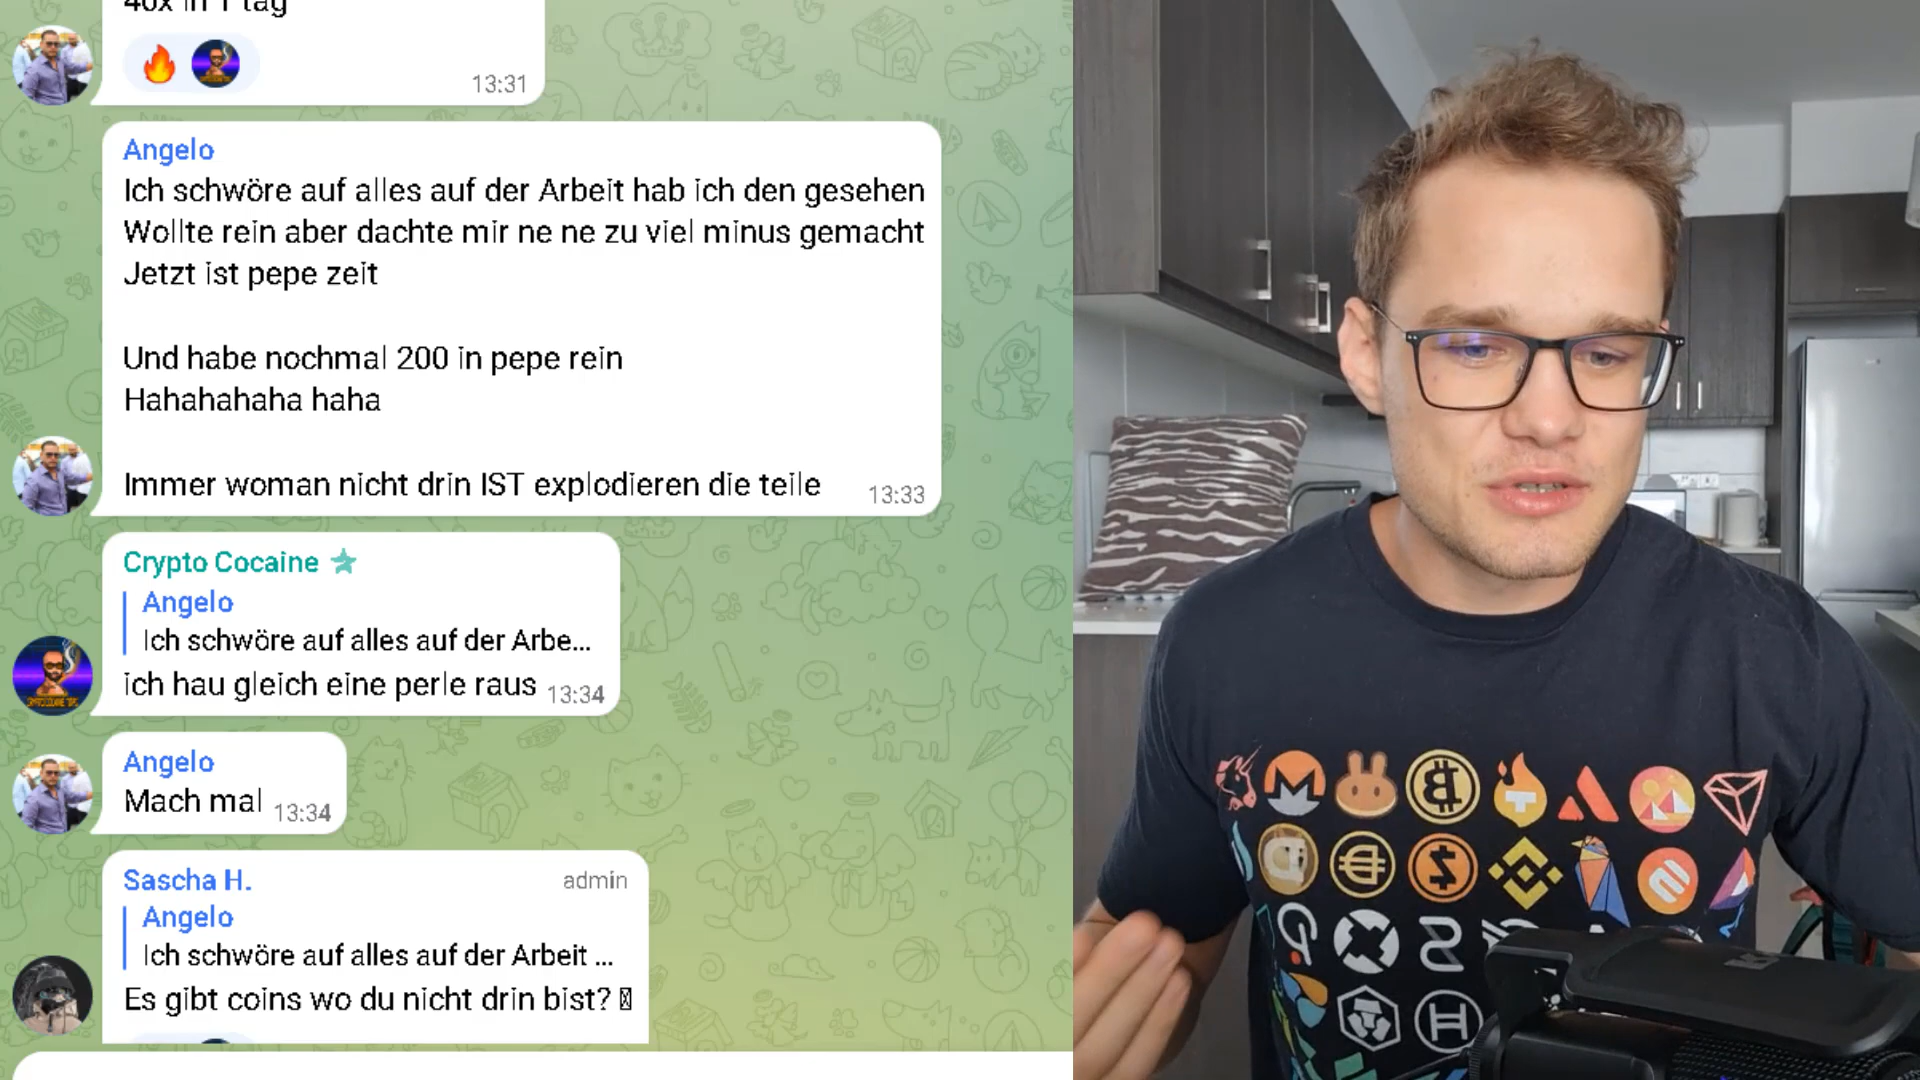 40x in 1 tag
13:31
Angelo
Ich schwöre auf alles auf der Arbeit hab ich den gesehen
Wollte rein aber dachte mir ne ne zu viel minus gemacht
Jetzt ist pepe zeit
Und habe nochmal 200 in pepe rein
Hahahahaha haha
Immer woman nicht drin IST explodieren die teile
13:33
Crypto Cocaine
Angelo
Ich schwöre auf alles auf der Arbe...
ich hau gleich eine perle raus
13:34
Angelo
Mach mal
13:34
Sascha H. admin
Angelo
Ich schwöre auf alles auf der Arbeit ...
Es gibt coins wo du nicht drin bist?